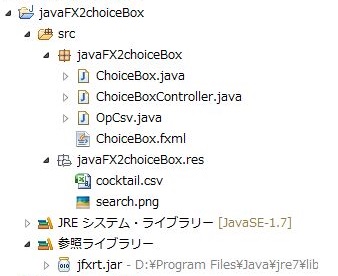 javaFX2choiceBox
src
javaFX2choiceBox
ChoiceBox.java
ChoiceBoxController.java
OpCsv.java
ChoiceBox.fxml
javaFX2choiceBox.res
cocktail.csv
search.png
JRE システム・ライブラリー [JavaSE-1.7]
参照ライブラリー
jfxrt.jar - D:¥Program Files¥Java¥jre7¥lib